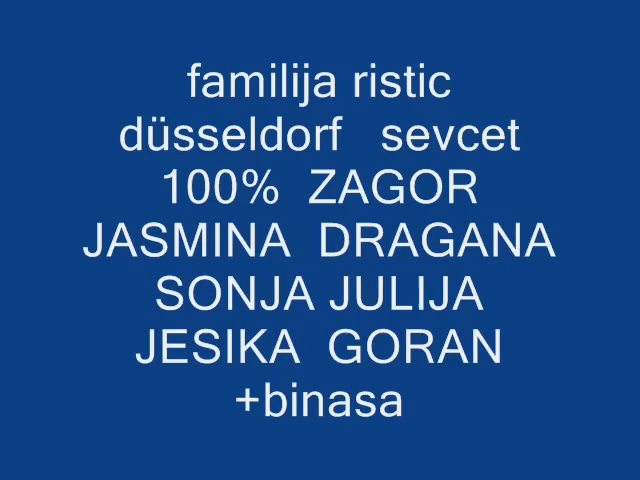 familija ristic
düsseldorf sevcet
100% ZAGOR
JASMINA DRAGANA
SONJA JULIJA
JESIKA GORAN
+binasa